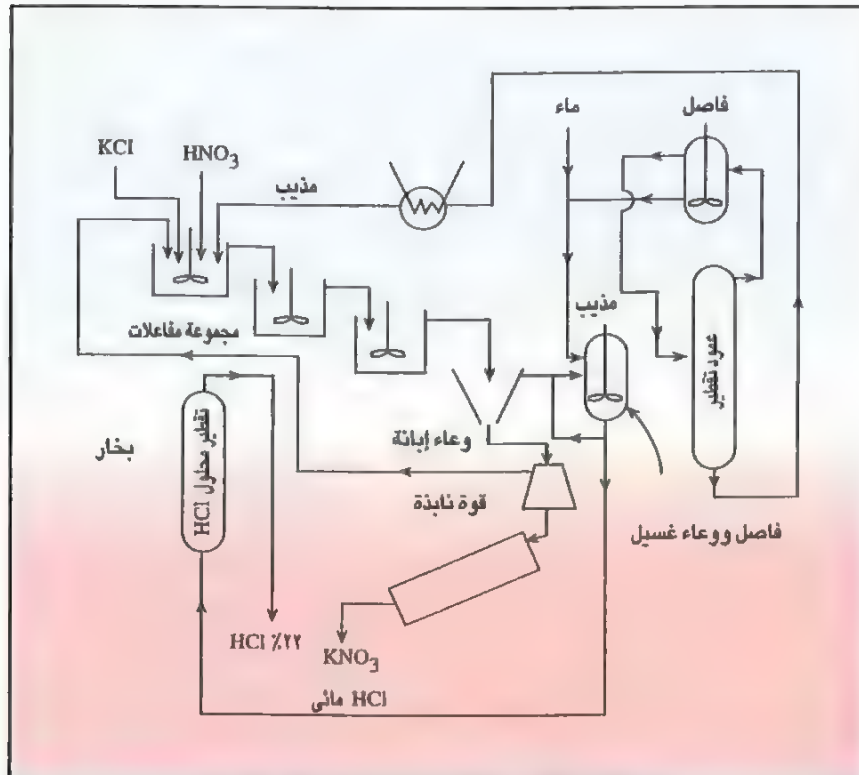 فاصل
ماء
KCl
HNO3
مذيب
مذيب
مجموعة مفاعلات
عمود تقطير
وعاء إبانة
بخار
تقطير محلول HCl
قوة نابذة
فاصل ووعاء غسيل
HCl ٪٢٢
KNO3
HCl مائى